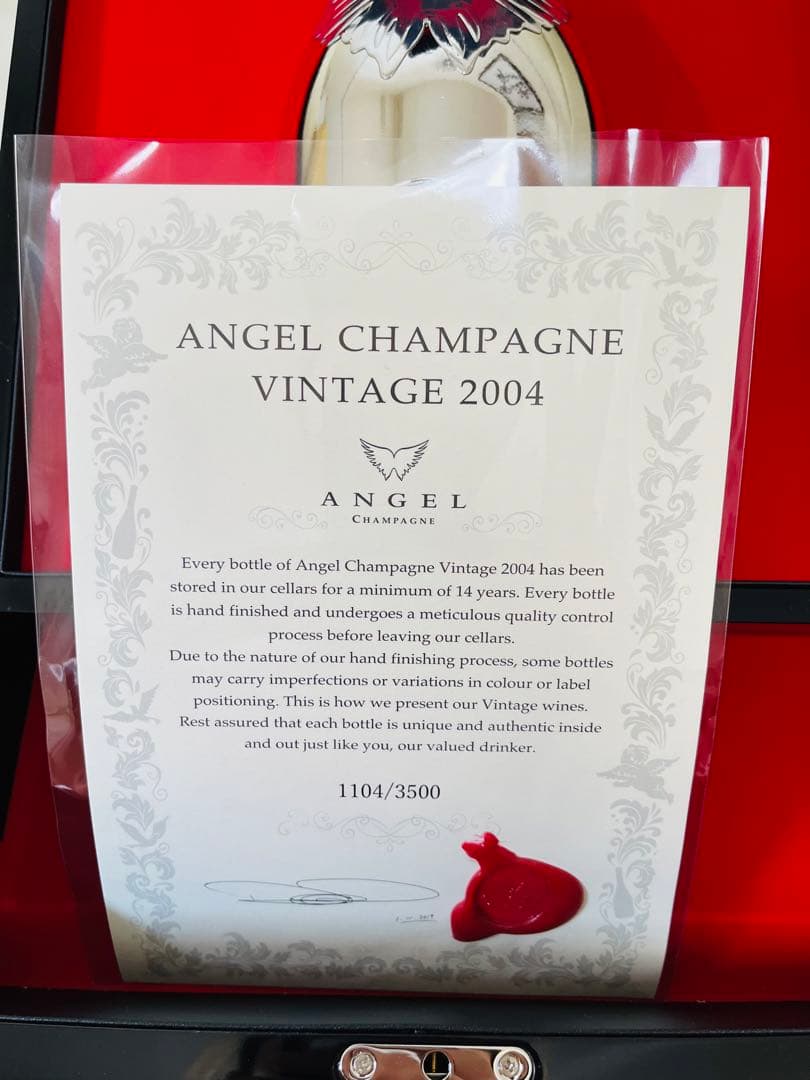 ANGEL CHAMPAGNE
VINTAGE 2004
ANGEL
CHAMPAGNE
Every bottle of Angel Champagne Vintage 2004 has been
stored in our cellars for a minimum of 14 years. Every bottle
is hand finished and undergoes a meticulous quality control
process before leaving our cellars.
Due to the nature of our hand finishing process, some bottles
may carry imperfections or variations in colour or label
positioning. This is how we present our Vintage wines.
Rest assured that each bottle is unique and authentic inside
and out just like you, our valued drinker.
1104/3500
2019